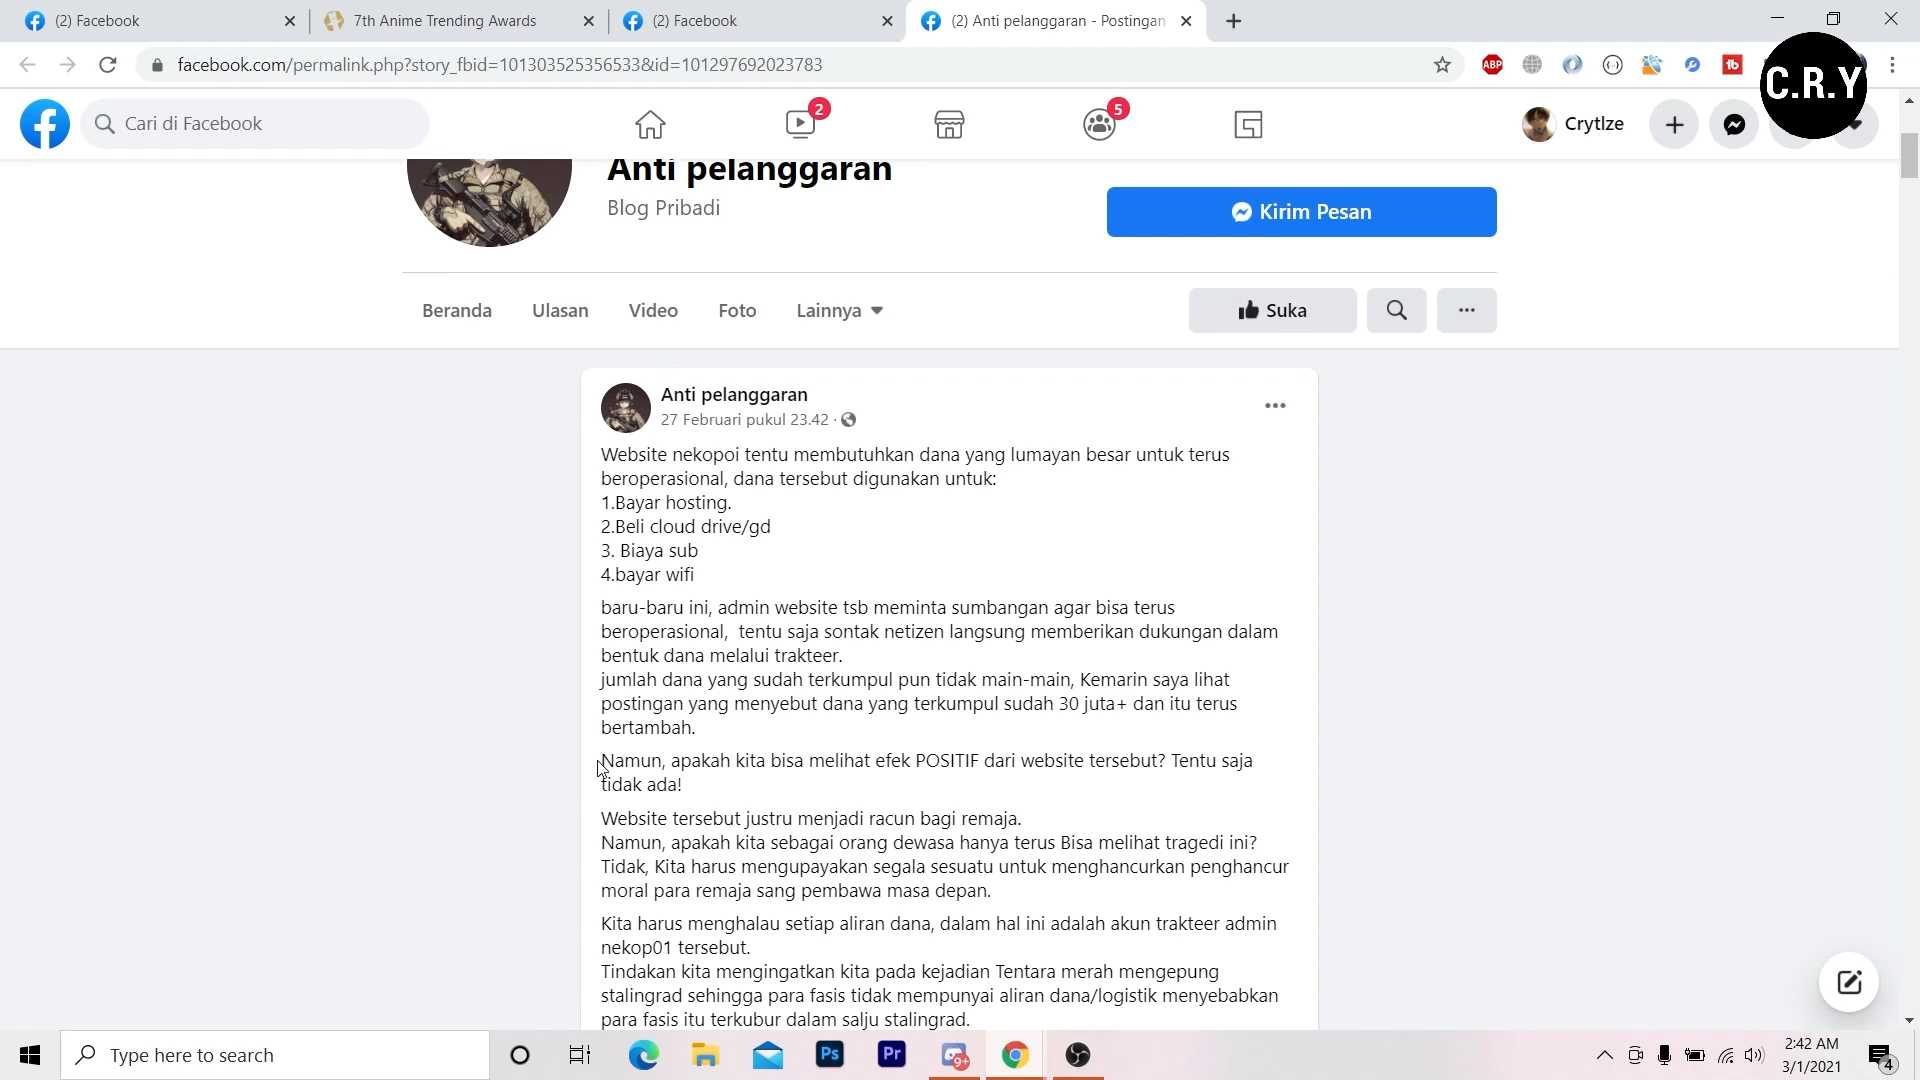 (2) Facebook
7th Anime Trending Awards
(2) Facebook
(2) Anti pelanggaran - Postingan
facebook.com/permalink.php?story_fbid=101303525356533&id=101297692023783
ABP
C.R.Y
Cari di Facebook
2
5
Crytlze
Anti pelanggaran
Blog Pribadi
Kirim Pesan
Beranda
Ulasan
Video
Foto
Lainnya
Suka
Anti pelanggaran
27 Februari pukul 23.42 ·
Website nekopoi tentu membutuhkan dana yang lumayan besar untuk terus
beroperasional, dana tersebut digunakan untuk:
1.Bayar hosting.
2.Beli cloud drive/gd
3. Biaya sub
4.bayar wifi
baru-baru ini, admin website tsb meminta sumbangan agar bisa terus
beroperasional, tentu saja sontak netizen langsung memberikan dukungan dalam
bentuk dana melalui trakteer.
jumlah dana yang sudah terkumpul pun tidak main-main, Kemarin saya lihat
postingan yang menyebut dana yang terkumpul sudah 30 juta+ dan itu terus
bertambah.
Namun, apakah kita bisa melihat efek POSITIF dari website tersebut? Tentu saja
tidak ada!
Website tersebut justru menjadi racun bagi remaja.
Namun, apakah kita sebagai orang dewasa hanya terus Bisa melihat tragedi ini?
Tidak, Kita harus mengupayakan segala sesuatu untuk menghancurkan penghancur
moral para remaja sang pembawa masa depan.
Kita harus menghalau setiap aliran dana, dalam hal ini adalah akun trakteer admin
nekop01 tersebut.
Tindakan kita mengingatkan kita pada kejadian Tentara merah mengepung
stalingrad sehingga para fasis tidak mempunyai aliran dana/logistik menyebabkan
para fasis itu terkubur dalam salju stalingrad.
Type here to search
Ps
Pr
9+
2:42 AM
3/1/2021
4